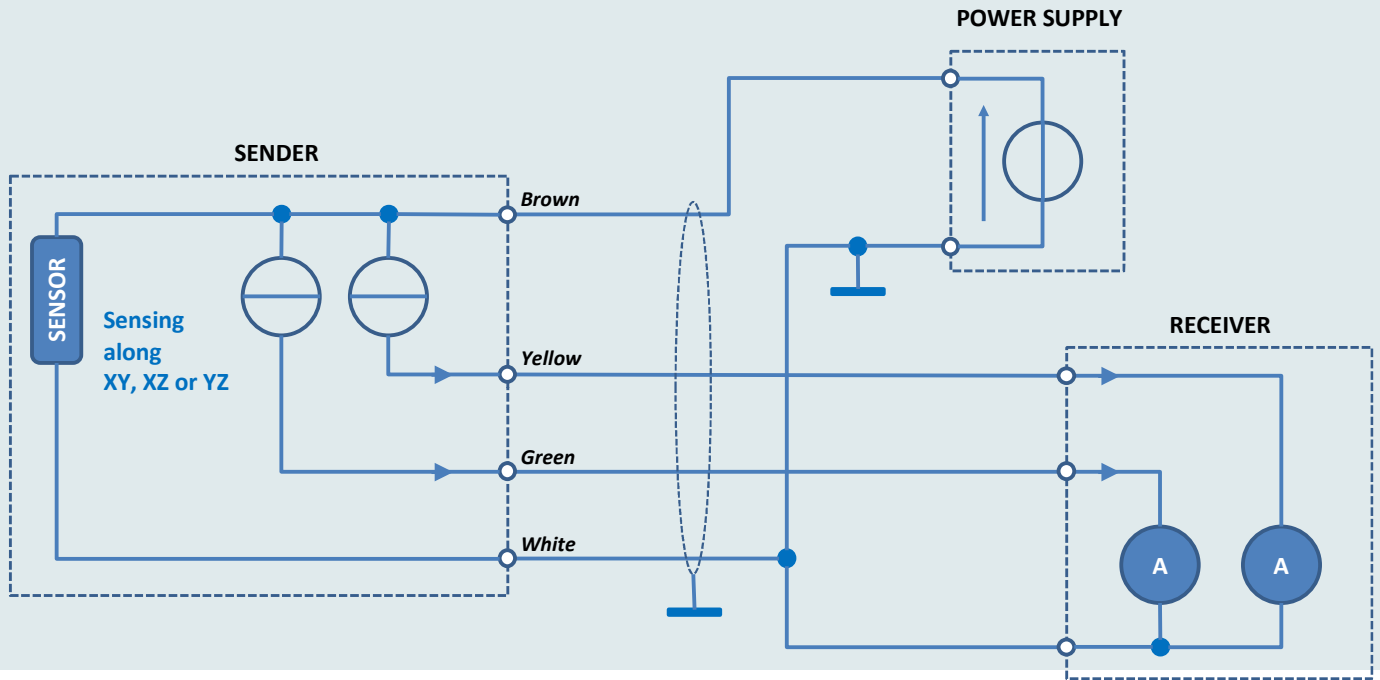 POWER SUPPLY
SENDER
Brown
SENSOR
Sensing
along
XY, XZ or YZ
RECEIVER
Yellow
Green
White
A
A